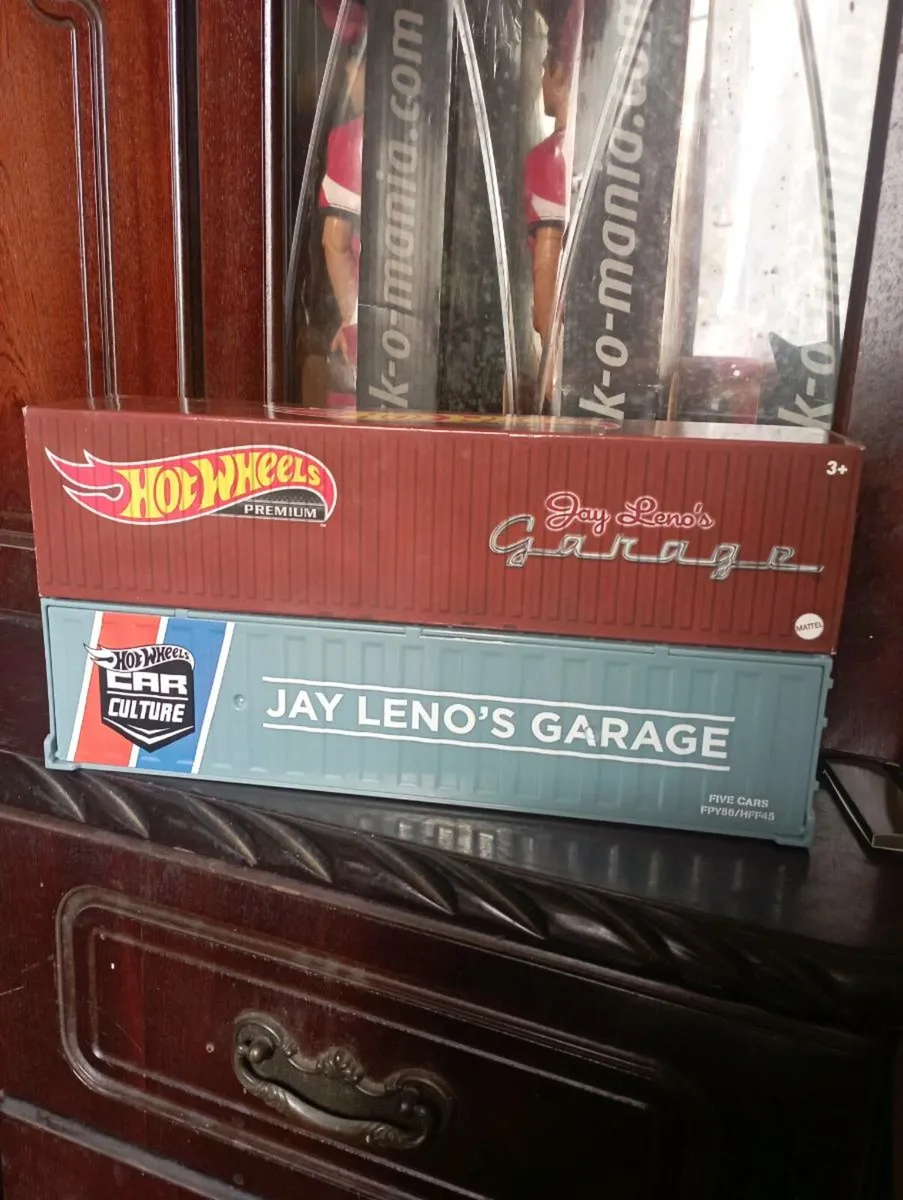 k-o-mania.com
k-o-mania.com
k-o
HOT WHEELS
PREMIUM
Jay Leno's
Garage
3+
MATTEL
HOT WHEELS
CAR
CULTURE
JAY LENO'S GARAGE
FIVE CARS
FPY86/HFF45